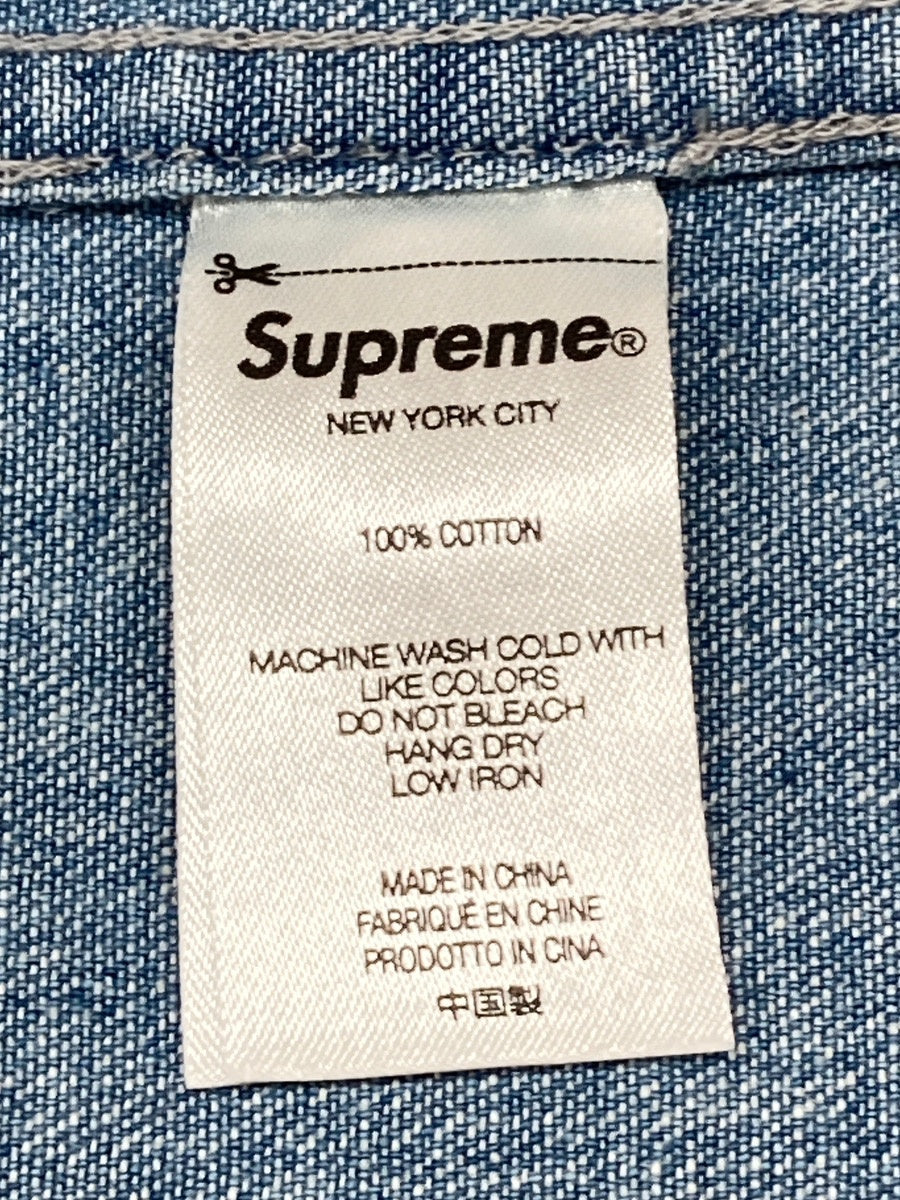 Supreme®
NEW YORK CITY
100% COTTON
MACHINE WASH COLD WITH
LIKE COLORS
DO NOT BLEACH
HANG DRY
LOW IRON
MADE IN CHINA
FABRIQUÉ EN CHINE
PRODOTTO IN CINA
中国製